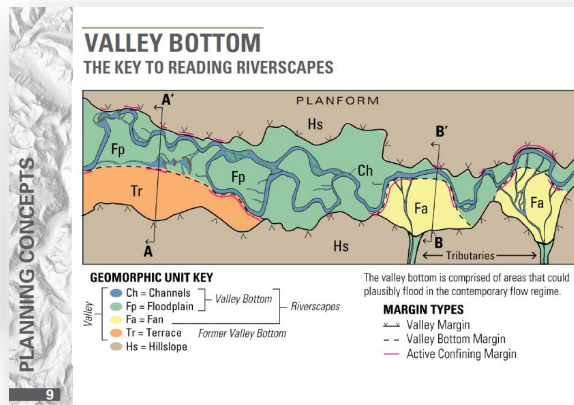 VALLEY BOTTOM
THE KEY TO READING RIVERSCAPES
PLANNING CONCEPTS
9
PLANFORM
A'
Hs
B'
Fp
Fp
Ch
Tr
Fa
Fa
A
Hs
B
Tributaries
GEOMORPHIC UNIT KEY
Valley
Ch = Channels
Fp = Floodplain
Valley Bottom
Fa = Fan
Riverscapes
Tr = Terrace
Former Valley Bottom
Hs = Hillslope
The valley bottom is comprised of areas that could
plausibly flood in the contemporary flow regime.
MARGIN TYPES
Valley Margin
Valley Bottom Margin
Active Confining Margin